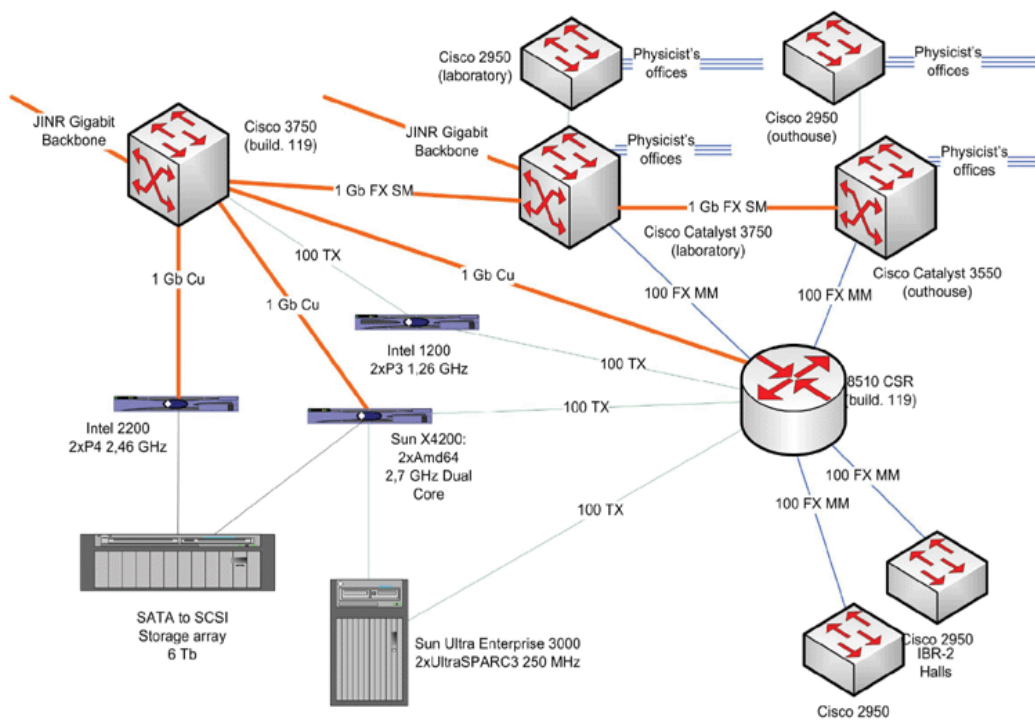 Cisco 2950
(laboratory)
Physicist's
offices
Physicist's
offices
Cisco 2950
(outhouse)
JINR Gigabit
Backbone
Cisco 3750
(build. 119)
JINR Gigabit
Backbone
Physicist's
offices
Physicist's
offices
1 Gb FX SM
1 Gb FX SM
Cisco Catalyst 3750
(laboratory)
Cisco Catalyst 3550
(outhouse)
100 TX
1 Gb Cu
1 Gb Cu
1 Gb Cu
100 FX MM
100 FX MM
Intel 1200
2xP3 1,26 GHz
100 TX
8510 CSR
(build. 119)
100 TX
Intel 2200
2xP4 2,46 GHz
Sun X4200:
2xAmd64
2,7 GHz Dual
Core
100 TX
100 FX MM
100 FX MM
SATA to SCSI
Storage array
6 Tb
Sun Ultra Enterprise 3000
2xUltraSPARC3 250 MHz
Cisco 2950
IBR-2
Halls
Cisco 2950